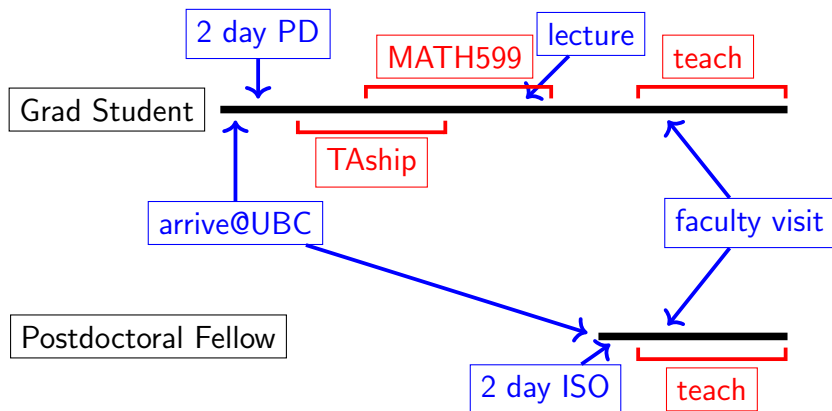 2 day PD
lecture
MATH599
teach
Grad Student
TAship
arrive@UBC
faculty visit
Postdoctoral Fellow
2 day ISO
teach